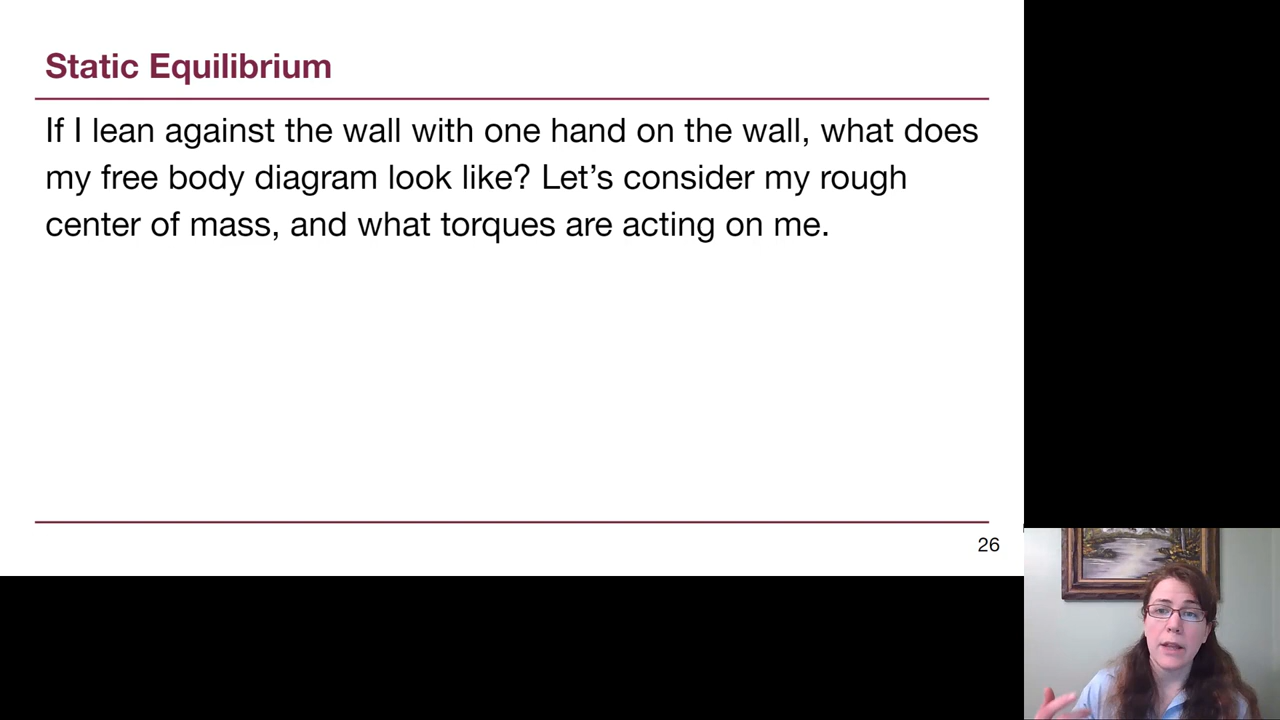 Static Equilibrium
If I lean against the wall with one hand on the wall, what does
my free body diagram look like? Let’s consider my rough
center of mass, and what torques are acting on me.
26